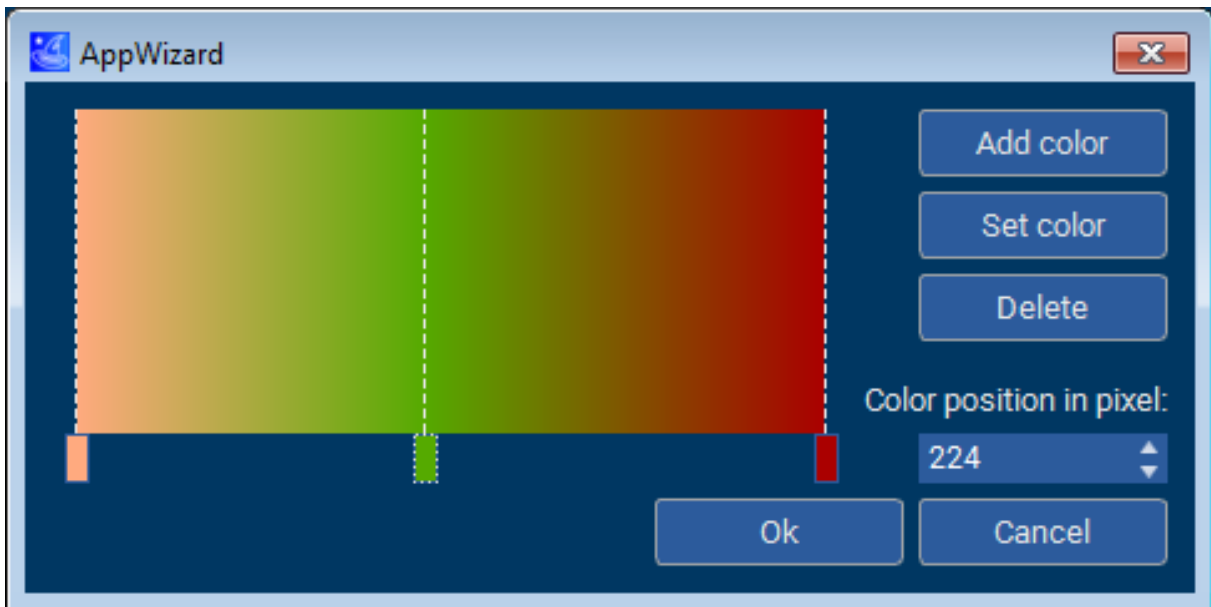 AppWizard
Add color
Set color
Delete
Color position in pixel:
224
Ok
Cancel